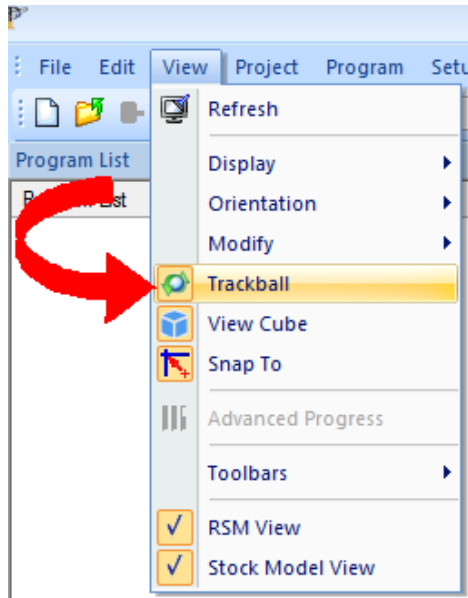 File Edit View Project Program Setu
Program List
Refresh
Display
Orientation
Modify
Trackball
View Cube
Snap To
Advanced Progress
Toolbars
RSM View
Stock Model View